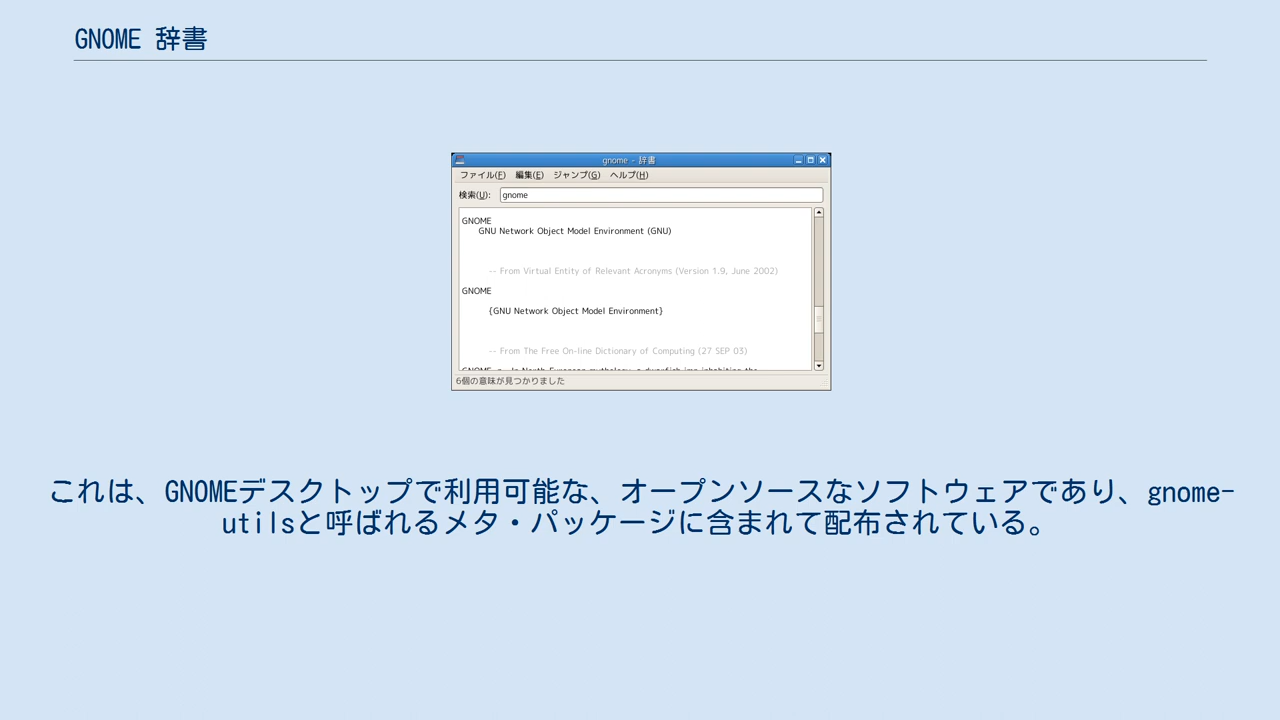 GNOME 辞書
gnome - 辞書
ファイル(F) 編集(E) ジャンプ(G) ヘルプ(H)
検索(U): gnome
GNOME
GNU Network Object Model Environment (GNU)
-- From Virtual Entity of Relevant Acronyms (Version 1.9, June 2002)
GNOME
{GNU Network Object Model Environment}
-- From The Free On-line Dictionary of Computing (27 SEP 03)
6個の意味が見つかりました
これは、GNOMEデスクトップで利用可能な、オープンソースなソフトウェアであり、gnome-
utilsと呼ばれるメタ・パッケージに含まれて配布されている。